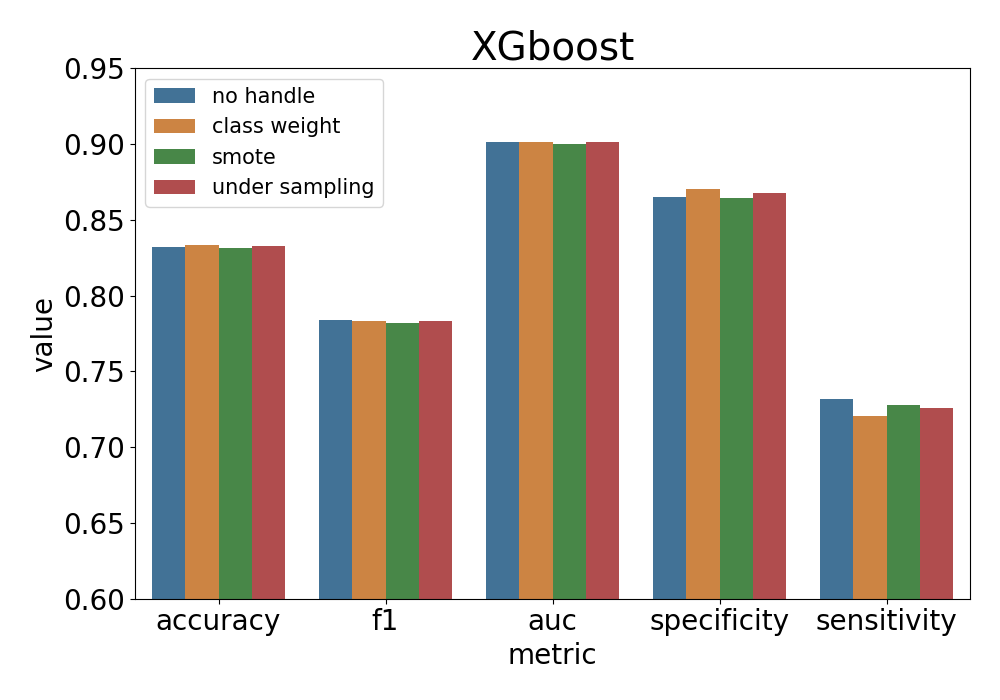 XGboost
0.95
0.90
0.85
0.80
0.75
0.70
0.65
0.60
value
no handle
class weight
smote
under sampling
accuracy f1 auc specificity sensitivity
metric